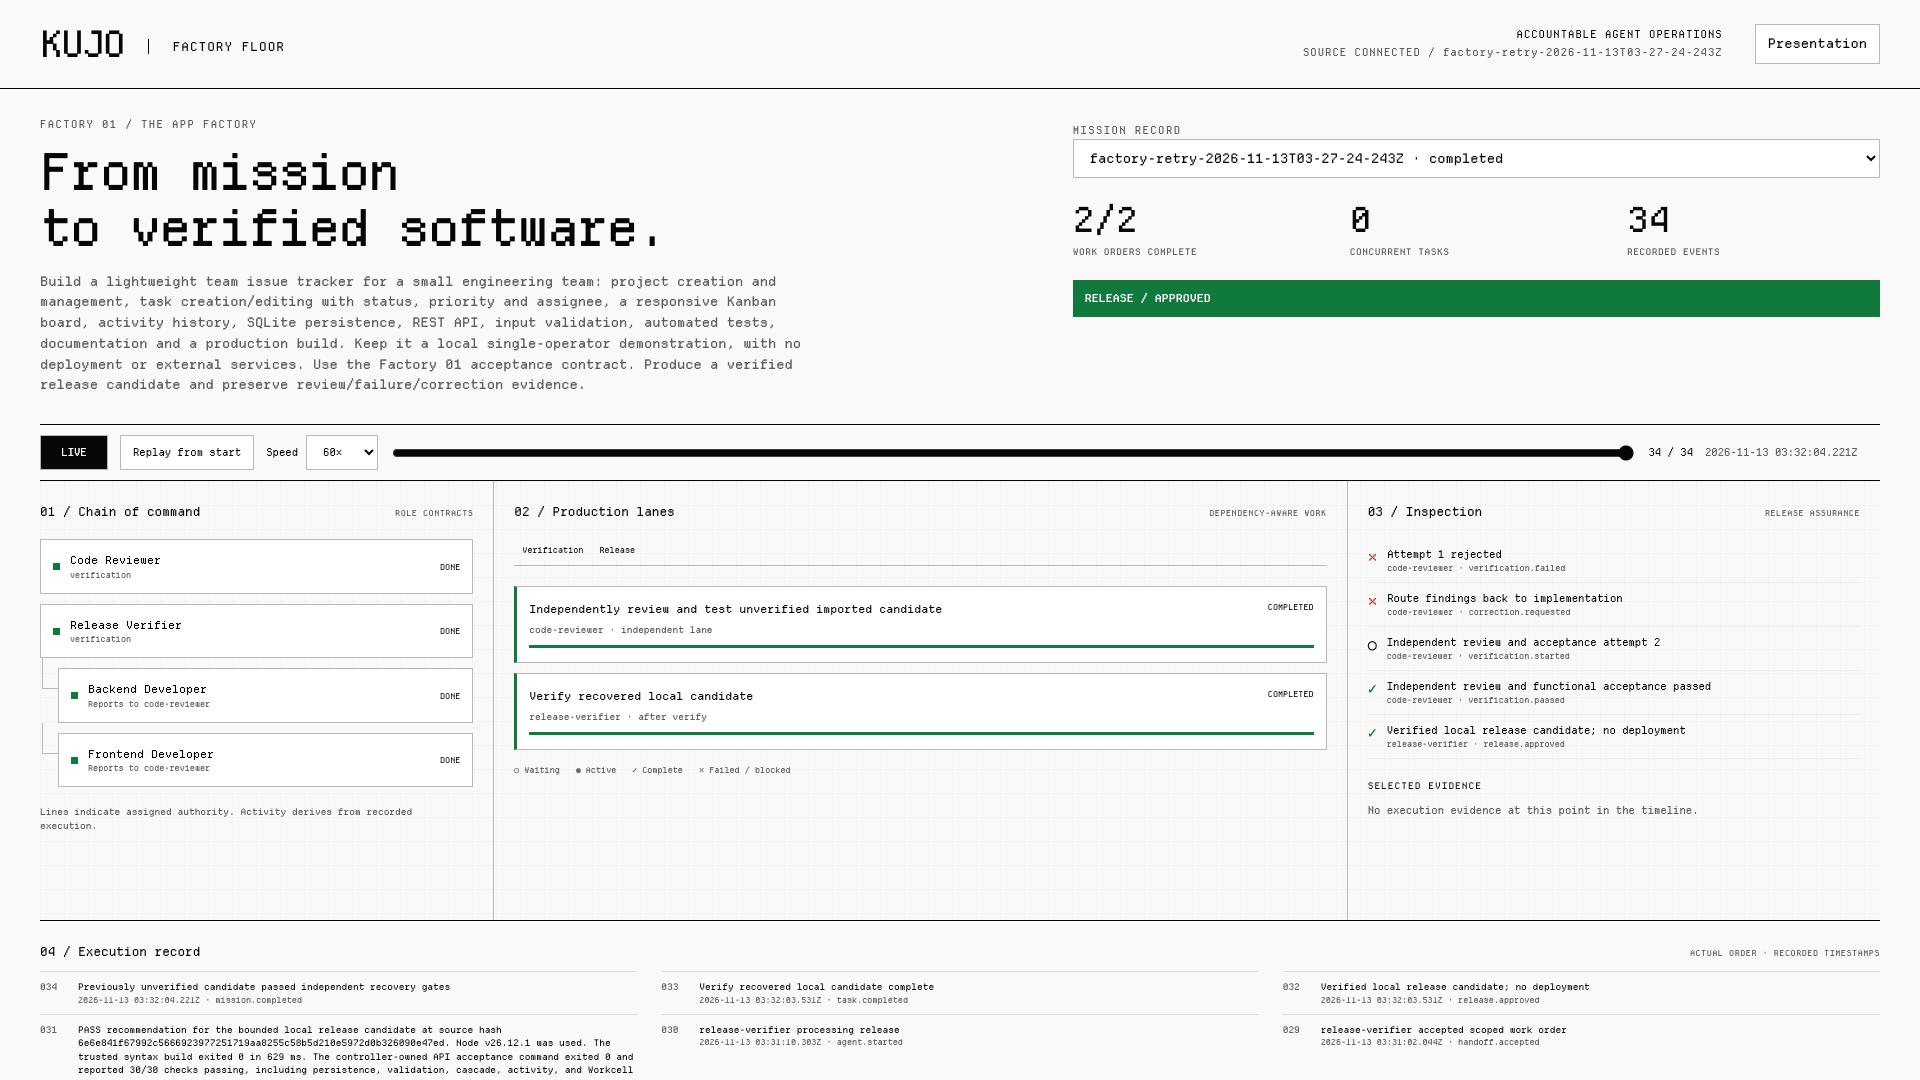 KUJO
FACTORY FLOOR
ACCOUNTABLE AGENT OPERATIONS
SOURCE CONNECTED / factory-retry-2026-11-13T03-27-24-243Z
Presentation
FACTORY 01 / THE APP FACTORY
From mission
to verified software.
Build a lightweight team issue tracker for a small engineering team: project creation and
management, task creation/editing with status, priority and assignee, a responsive Kanban
board, activity history, SQLite persistence, REST API, input validation, automated tests,
documentation and a production build. Keep it a local single-operator demonstration, with no
deployment or external services. Use the Factory 01 acceptance contract. Produce a verified
release candidate and preserve review/failure/correction evidence.
MISSION RECORD
factory-retry-2026-11-13T03-27-24-243Z · completed
2/2
WORK ORDERS COMPLETE
0
CONCURRENT TASKS
34
RECORDED EVENTS
RELEASE / APPROVED
LIVE
Replay from start
Speed
60×
34 / 34
2026-11-13 03:32:04.221Z
01 / Chain of command
ROLE CONTRACTS
Code Reviewer
verification
DONE
Release Verifier
verification
DONE
Backend Developer
Reports to code-reviewer
DONE
Frontend Developer
Reports to code-reviewer
DONE
Lines indicate assigned authority. Activity derives from recorded
execution.
02 / Production lanes
DEPENDENCY-AWARE WORK
Verification Release
Independently review and test unverified imported candidate
COMPLETED
code-reviewer · independent lane
Verify recovered local candidate
COMPLETED
release-verifier · after verify
○ Waiting ● Active ✓ Complete × Failed / blocked
03 / Inspection
RELEASE ASSURANCE
× Attempt 1 rejected
code-reviewer · verification.failed
× Route findings back to implementation
code-reviewer · correction.requested
○ Independent review and acceptance attempt 2
code-reviewer · verification.started
✓ Independent review and functional acceptance passed
code-reviewer · verification.passed
✓ Verified local release candidate; no deployment
release-verifier · release.approved
SELECTED EVIDENCE
No execution evidence at this point in the timeline.
04 / Execution record
ACTUAL ORDER · RECORDED TIMESTAMPS
034 Previously unverified candidate passed independent recovery gates
2026-11-13 03:32:04.221Z · mission.completed
033 Verify recovered local candidate complete
2026-11-13 03:32:03.531Z · task.completed
032 Verified local release candidate; no deployment
2026-11-13 03:32:03.531Z · release.approved
031 PASS recommendation for the bounded local release candidate at source hash
6e6e841f67992c5666923977251719aa8255c58b5d210e5972d0b326090e47ed. Node v26.12.1 was used. The
trusted syntax build exited 0 in 629 ms. The controller-owned API acceptance command exited 0 and
reported 30/30 checks passing, including persistence, validation, cascade, activity, and Workcell
030 release-verifier processing release
2026-11-13 03:31:10.303Z · agent.started
029 release-verifier accepted scoped work order
2026-11-13 03:31:02.044Z · handoff.accepted